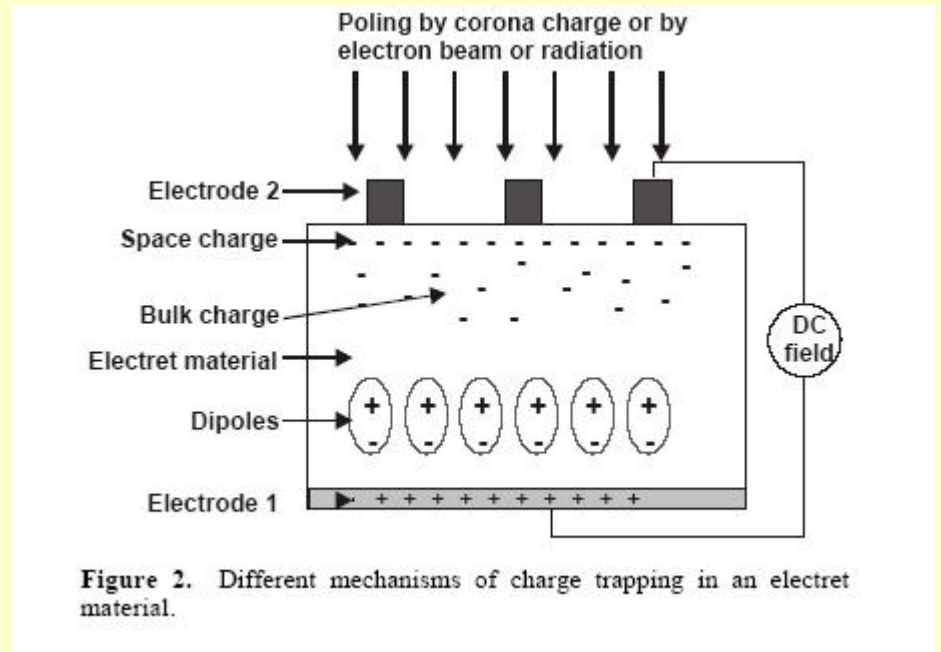 Poling by corona charge or by
electron beam or radiation
Electrode 2
Space charge
Bulk charge
Electret material
Dipoles
Electrode 1
DC
field
+ + + + + +
- - - - - -
+ + + + + + + + + +
Figure 2. Different mechanisms of charge trapping in an electret
material.